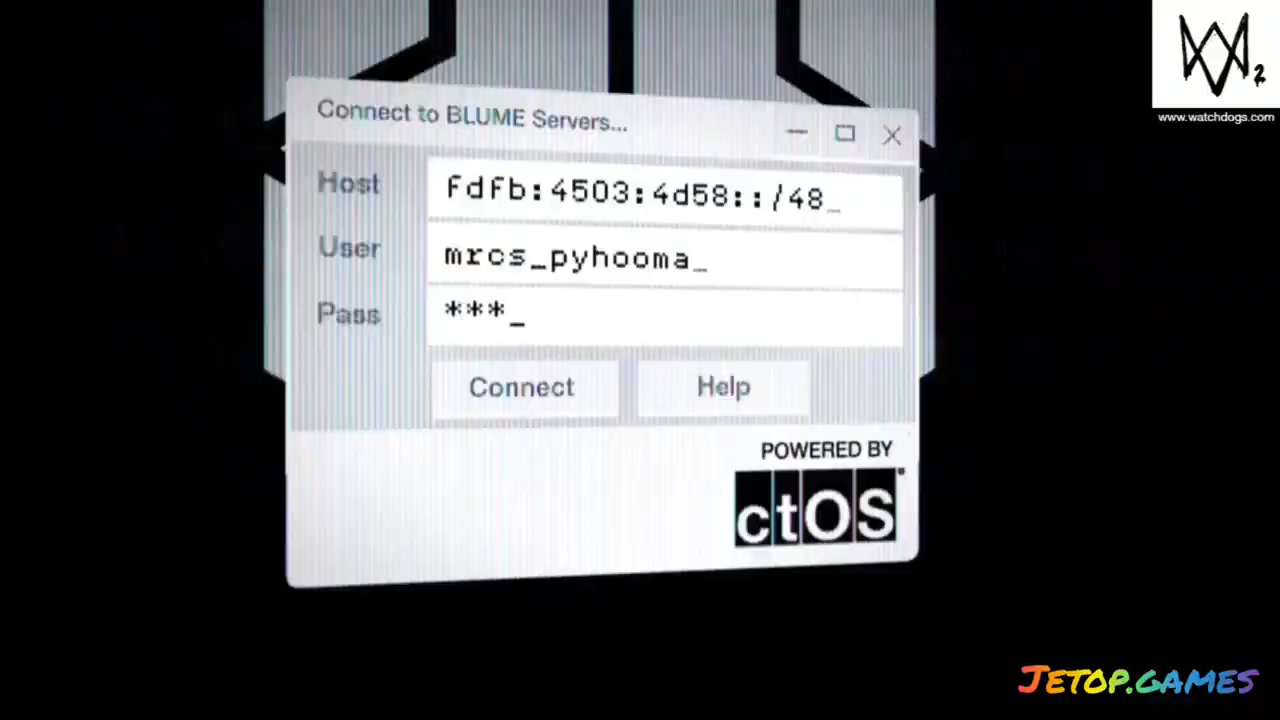 2
www.watchdogs.com
Connect to BLUME Servers...
Host fdfb:4503:4d58::/48_
User mrcs_pyhooma_
Pass ***_
Connect Help
POWERED BY
ctOS
JETOP.GAMES